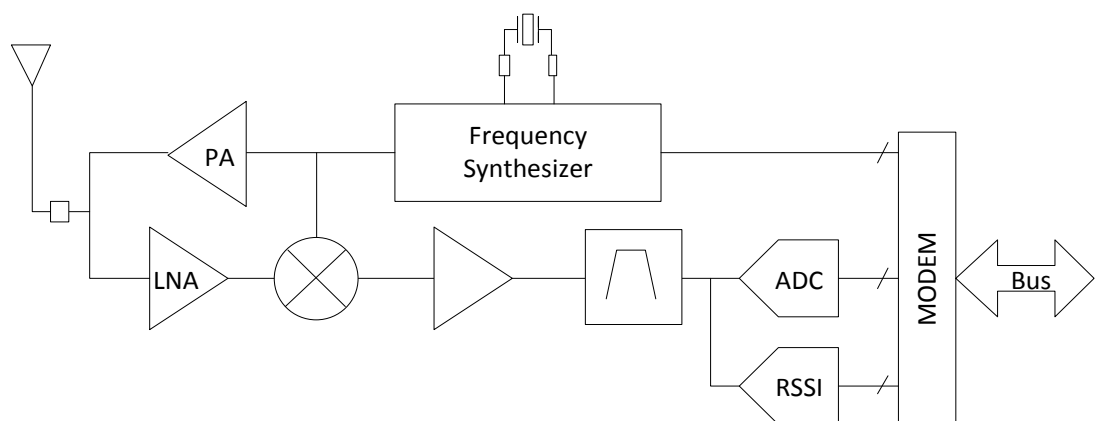 Frequency
Synthesizer
PA
LNA
ADC
RSSI
MODEM
Bus